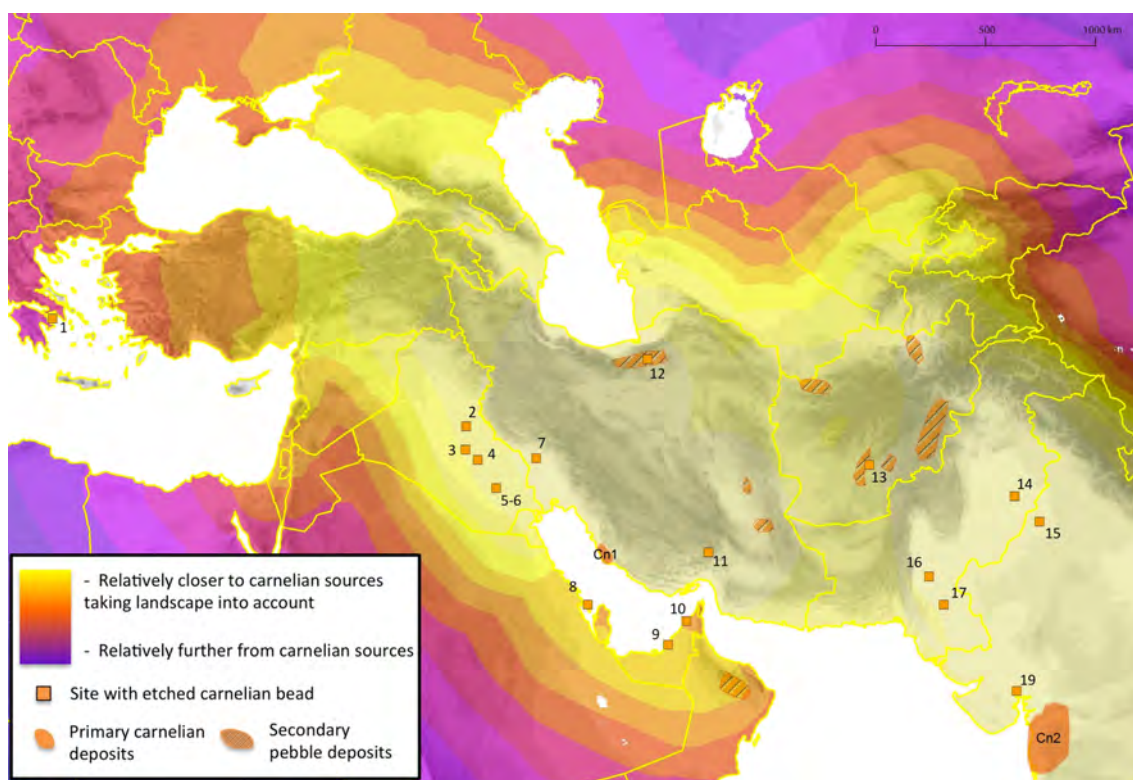 0 500 1000 km
1
12
2
3
4
7
13
5-6
14
15
Cn1
11
16
8
10
17
9
19
Cn2
- Relatively closer to carnelian sources
taking landscape into account
- Relatively further from carnelian sources
Site with etched carnelian bead
Primary carnelian
deposits
Secondary
pebble deposits